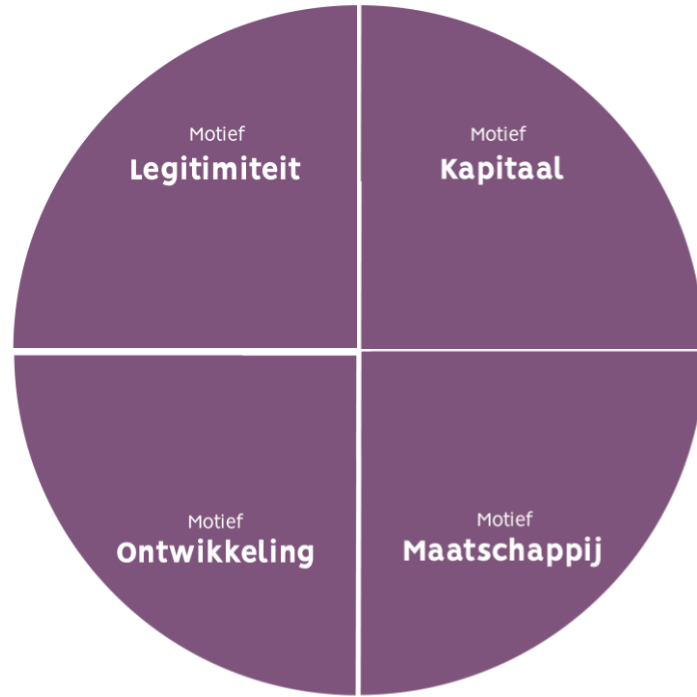 Motief
Legitimiteit
Motief
Kapitaal
Motief
Ontwikkeling
Motief
Maatschappij